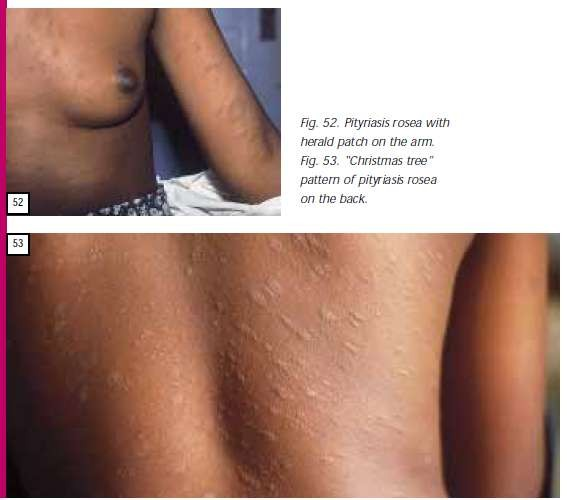 Fig. 52. Pityriasis rosea with
herald patch on the arm.
Fig. 53. "Christmas tree"
pattern of pityriasis rosea
on the back.
52
53